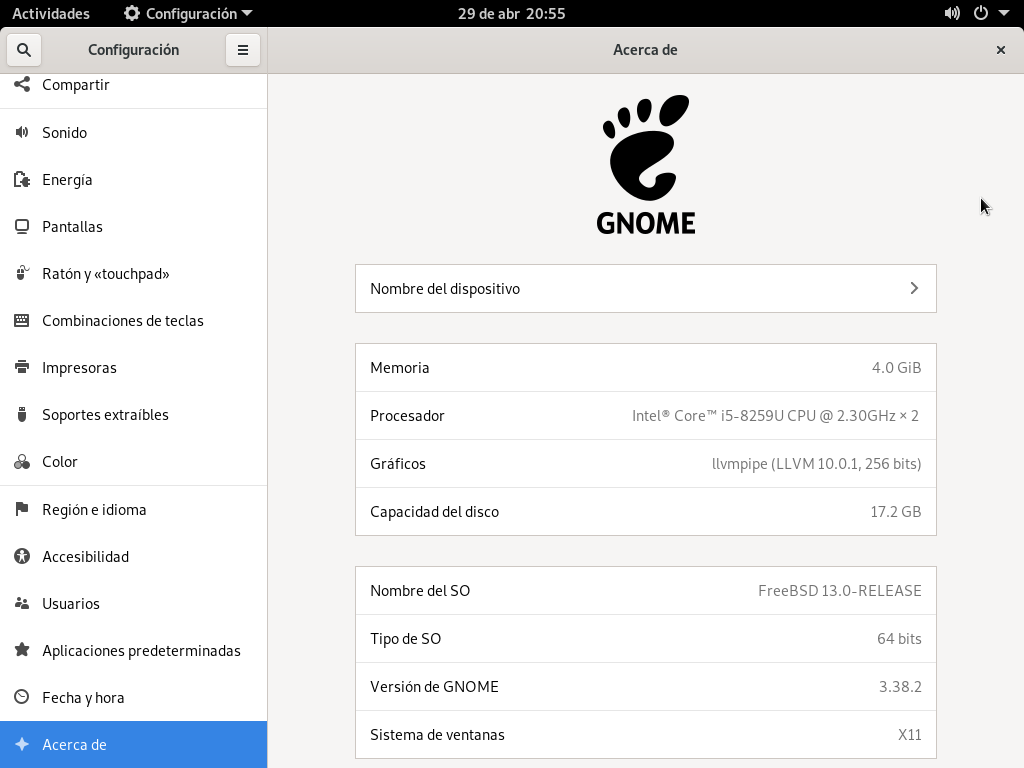 Actividades Configuración 29 de abr 20:55
Configuración Acerca de
Compartir
Sonido
Energía
Pantallas
Ratón y «touchpad»
Combinaciones de teclas
Impresoras
Soportes extraíbles
Color
Región e idioma
Accesibilidad
Usuarios
Aplicaciones predeterminadas
Fecha y hora
Acerca de
GNOME
Nombre del dispositivo
Memoria 4.0 GiB
Procesador Intel® Core™ i5-8259U CPU @ 2.30GHz × 2
Gráficos llvmpipe (LLVM 10.0.1, 256 bits)
Capacidad del disco 17.2 GB
Nombre del SO FreeBSD 13.0-RELEASE
Tipo de SO 64 bits
Versión de GNOME 3.38.2
Sistema de ventanas X11